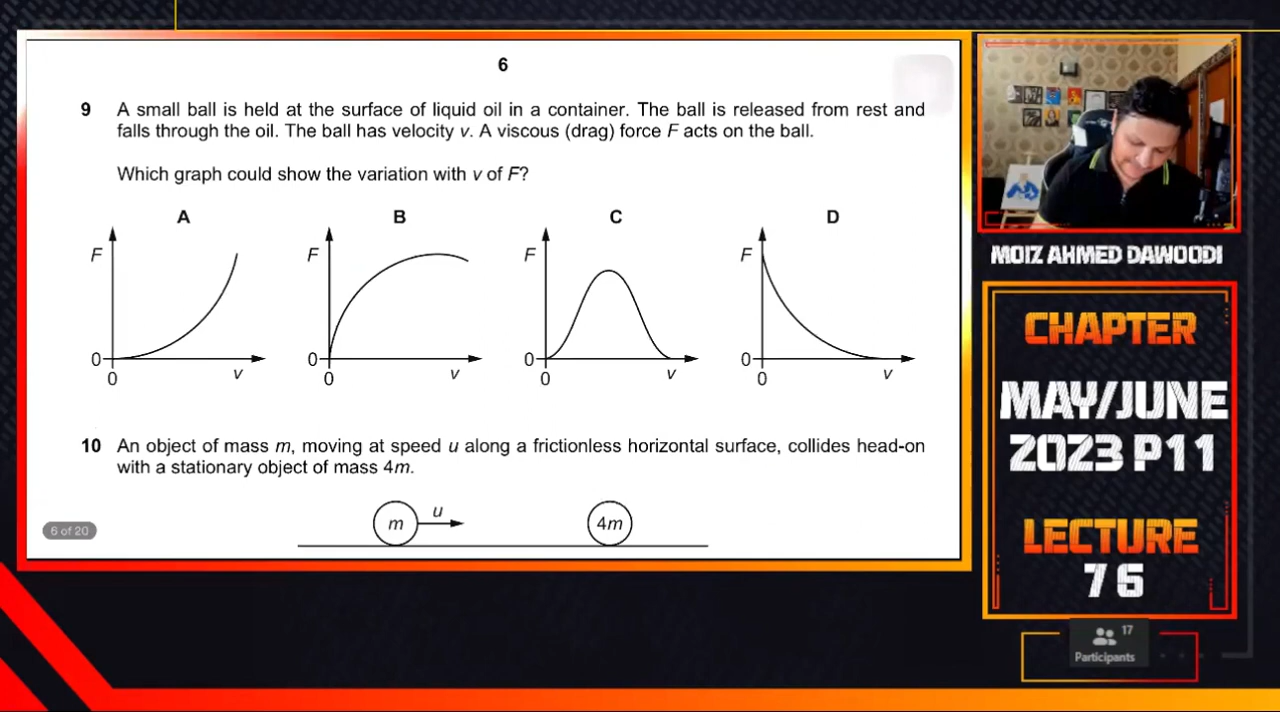 6
9 A small ball is held at the surface of liquid oil in a container. The ball is released from rest and
falls through the oil. The ball has velocity v. A viscous (drag) force F acts on the ball.
Which graph could show the variation with v of F?
A B C D
F F F F
0 0 0 0
0 v 0 v 0 v 0 v
10 An object of mass m, moving at speed u along a frictionless horizontal surface, collides head-on
with a stationary object of mass 4m.
u
m 4m
6 of 20
MOIZ AHMED DAWOODI
CHAPTER
MAY/JUNE
2023 P11
LECTURE
76
17
Participants